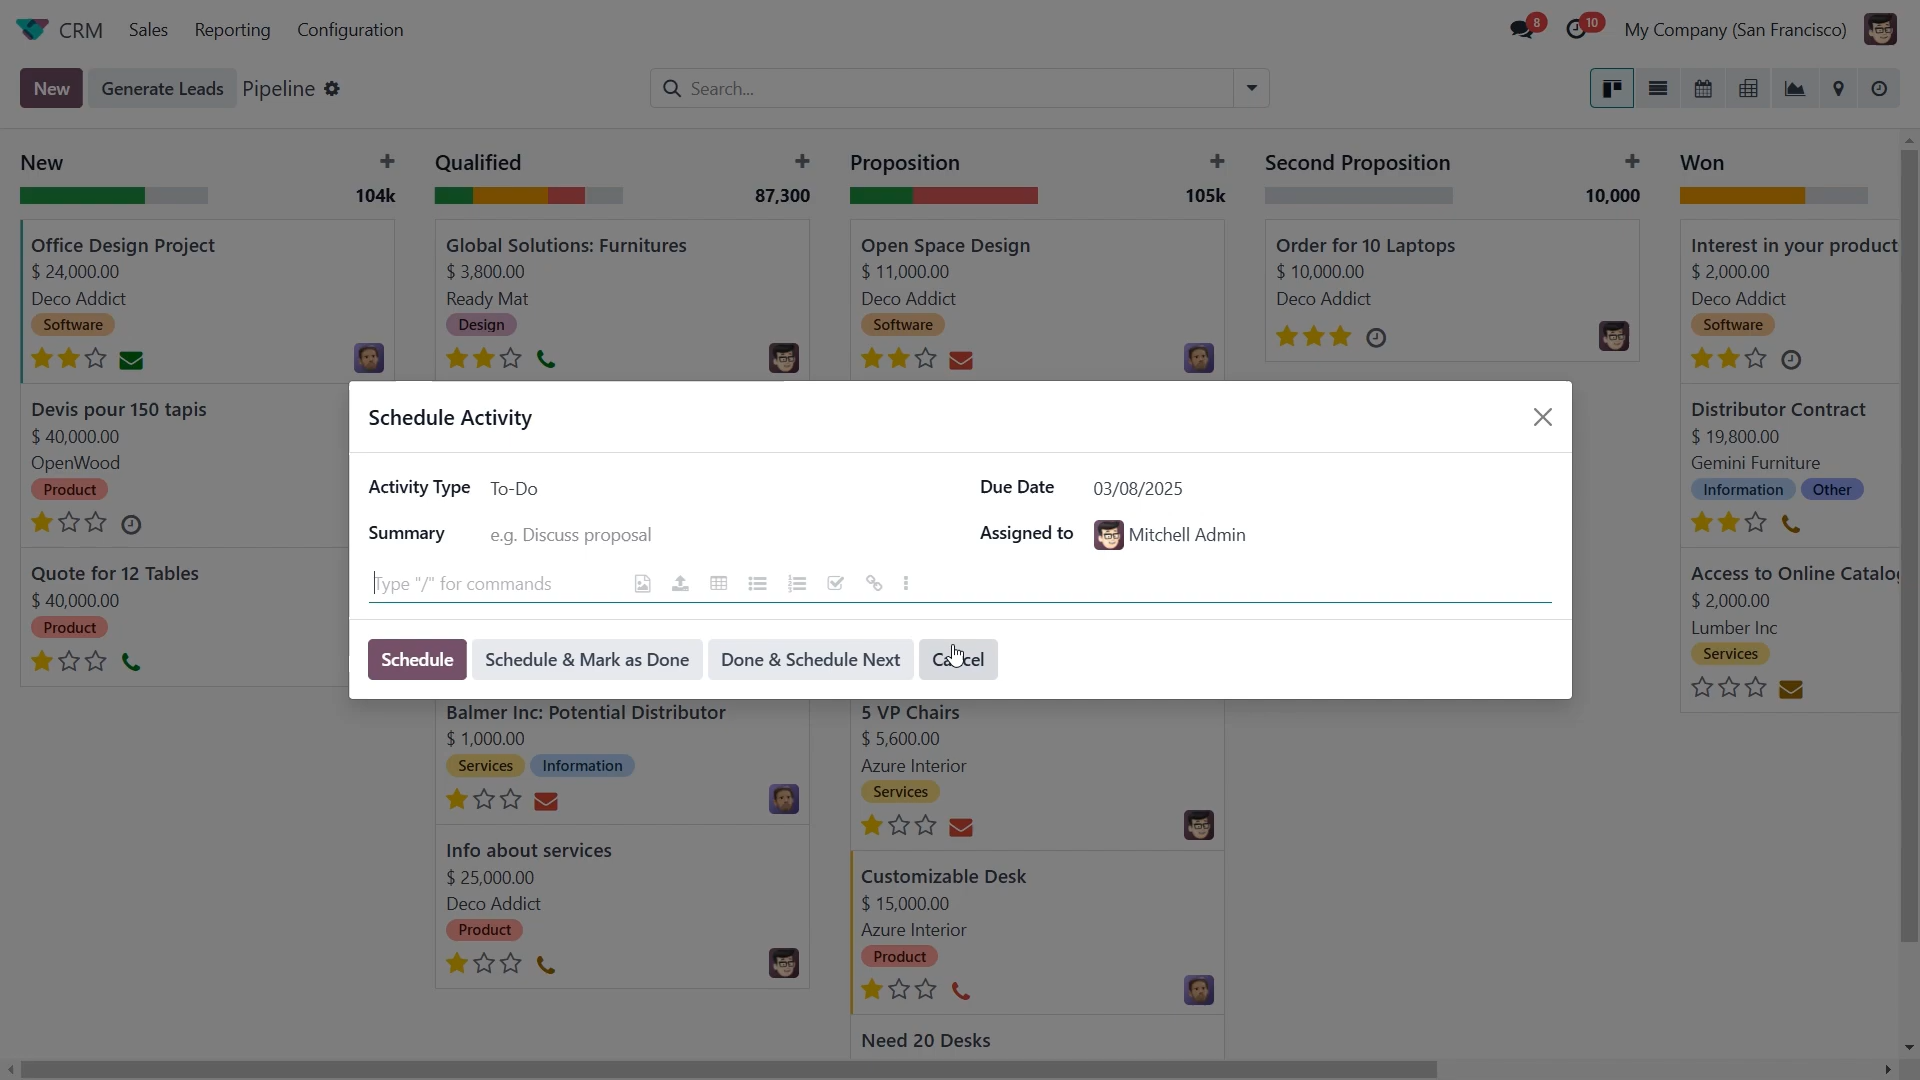 CRM Sales Reporting Configuration 8 10 My Company (San Francisco)
New Generate Leads Pipeline Search...
New
104k
Office Design Project
$ 24,000.00
Deco Addict
Software
Devis pour 150 tapis
$ 40,000.00
OpenWood
Product
Quote for 12 Tables
$ 40,000.00
Product
Qualified
87,300
Global Solutions: Furnitures
$ 3,800.00
Ready Mat
Design
Balmer Inc: Potential Distributor
$ 1,000.00
Services Information
Info about services
$ 25,000.00
Deco Addict
Product
Proposition
105k
Open Space Design
$ 11,000.00
Deco Addict
Software
5 VP Chairs
$ 5,600.00
Azure Interior
Services
Customizable Desk
$ 15,000.00
Azure Interior
Product
Need 20 Desks
Second Proposition
10,000
Order for 10 Laptops
$ 10,000.00
Deco Addict
Won
Interest in your product
$ 2,000.00
Deco Addict
Software
Distributor Contract
$ 19,800.00
Gemini Furniture
Information Other
Access to Online Catalo
$ 2,000.00
Lumber Inc
Services
Schedule Activity
Activity Type To-Do
Due Date 03/08/2025
Summary e.g. Discuss proposal
Assigned to Mitchell Admin
Type "/" for commands
Schedule Schedule & Mark as Done Done & Schedule Next Cancel